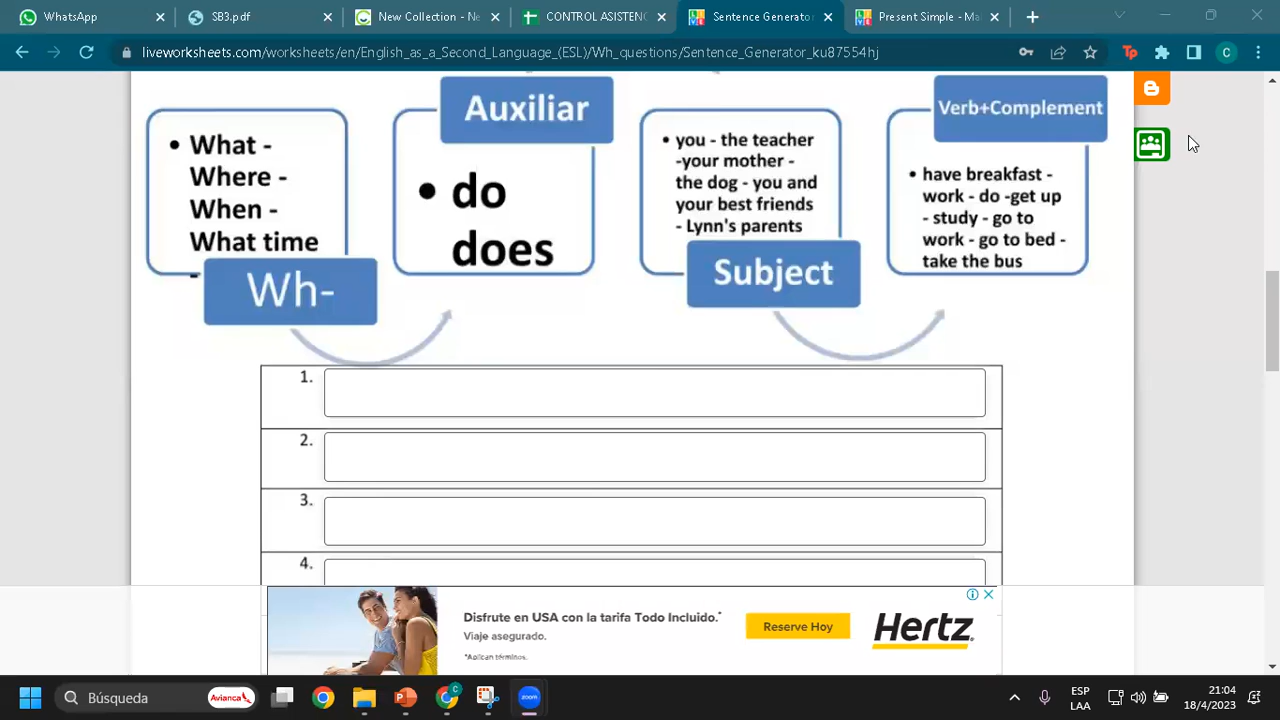 WhatsApp
SB3.pdf
New Collection - Ne
CONTROL ASISTENC
Sentence Generator
Present Simple - Ma
liveworksheets.com/worksheets/en/English_as_a_Second_Language_(ESL)/Wh_questions/Sentence_Generator_ku87554hj
C
What -
Where -
When -
What time
-
Wh-
Auxiliar
do
does
you - the teacher
-your mother -
the dog - you and
your best friends
- Lynn's parents
Subject
Verb+Complement
have breakfast -
work - do -get up
- study - go to
work - go to bed -
take the bus
1.
2.
3.
4.
Disfrute en USA con la tarifa Todo Incluido.*
Viaje asegurado.
*Aplican términos.
Reserve Hoy
Hertz
Búsqueda
Avianca
zoom
ESP
LAA
21:04
18/4/2023